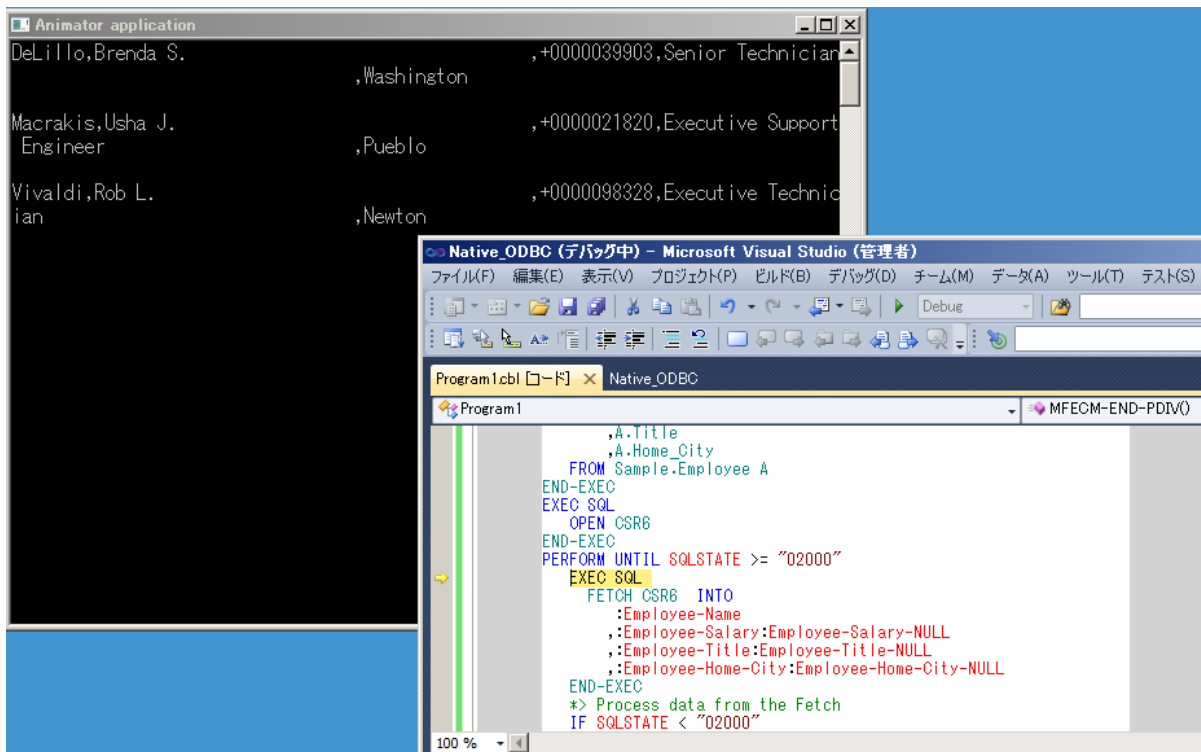 Animator application
DeLillo,Brenda S. ,+0000039903,Senior Technician
,Washington
Macrakis,Usha J. ,+0000021820,Executive Support
Engineer ,Pueblo
Vivaldi,Rob L. ,+0000098328,Executive Technic
ian ,Newton
Native_ODBC (デバッグ中) - Microsoft Visual Studio (管理者)
ファイル(F) 編集(E) 表示(V) プロジェクト(P) ビルド(B) デバッグ(D) チーム(M) データ(A) ツール(T) テスト(S)
Debug
Program1.cbl [コード] Native_ODBC
Program1 MFECM-END-PDIV()
,A.Title
,A.Home_City
FROM Sample.Employee A
END-EXEC
EXEC SQL
OPEN CSR6
END-EXEC
PERFORM UNTIL SQLSTATE >= "02000"
EXEC SQL
FETCH CSR6 INTO
:Employee-Name
,:Employee-Salary:Employee-Salary-NULL
,:Employee-Title:Employee-Title-NULL
,:Employee-Home-City:Employee-Home-City-NULL
END-EXEC
*> Process data from the Fetch
IF SQLSTATE < "02000"
100 %